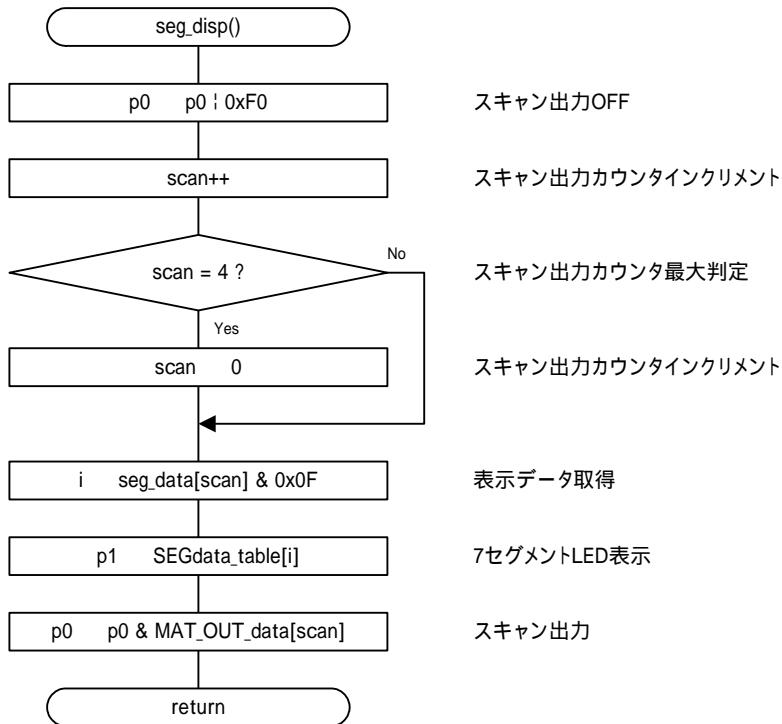 seg_disp()
p0 p0 ¦ 0xF0 スキャン出力OFF
scan++ スキャン出力カウンタインクリメント
scan = 4 ? No スキャン出力カウンタ最大判定
Yes
scan 0 スキャン出力カウンタインクリメント
i seg_data[scan] & 0x0F 表示データ取得
p1 SEGdata_table[i] 7セグメントLED表示
p0 p0 & MAT_OUT_data[scan] スキャン出力
return